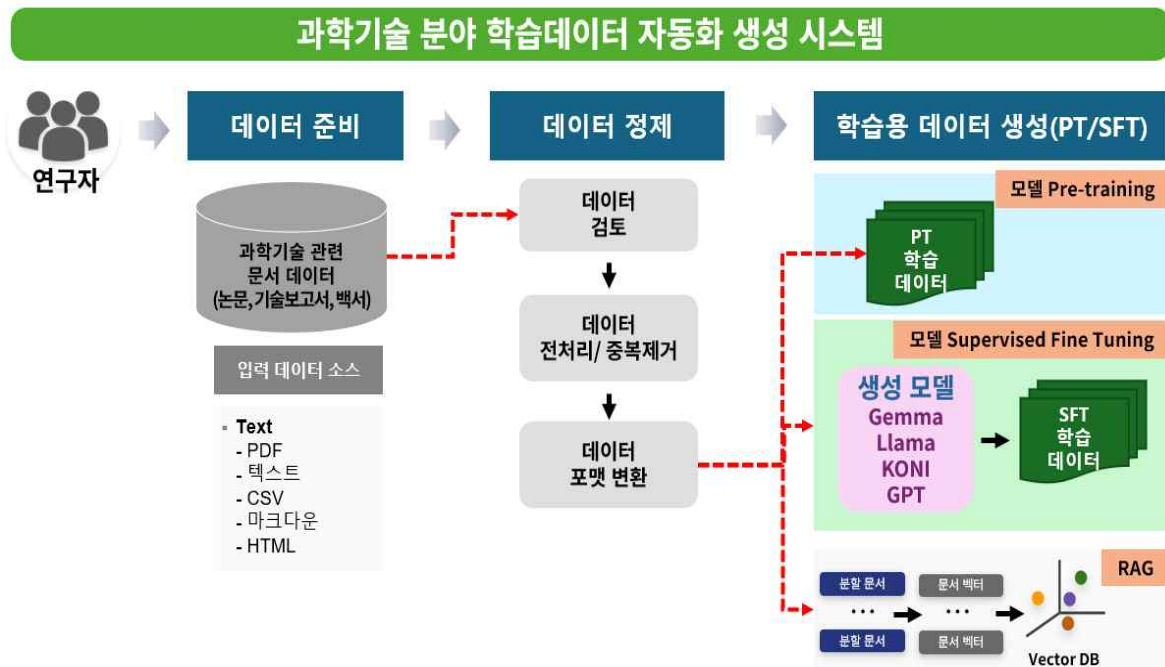 과학기술 분야 학습데이터 자동화 생성 시스템
연구자
데이터 준비
데이터 정제
학습용 데이터 생성(PT/SFT)
과학기술 관련
문서 데이터
(논문,기술보고서,백서)
입력 데이터 소스
▪ Text
- PDF
- 텍스트
- CSV
- 마크다운
- HTML
데이터
검토
데이터
전처리/ 중복제거
데이터
포맷 변환
모델 Pre-training
PT
학습
데이터
모델 Supervised Fine Tuning
생성 모델
Gemma
Llama
KONI
GPT
SFT
학습
데이터
RAG
분할 문서
문서 벡터
...
...
분할 문서
문서 벡터
Vector DB